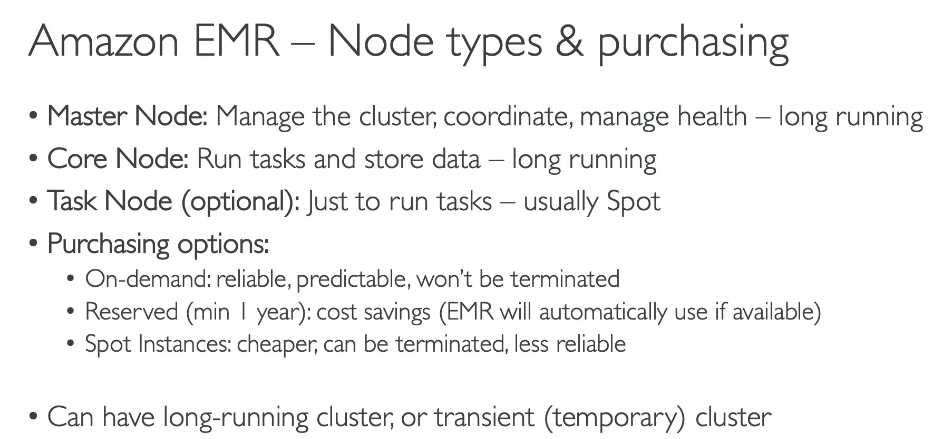 Amazon EMR – Node types & purchasing
• Master Node: Manage the cluster, coordinate, manage health – long running
• Core Node: Run tasks and store data – long running
• Task Node (optional): Just to run tasks – usually Spot
• Purchasing options:
• On-demand: reliable, predictable, won't be terminated
• Reserved (min 1 year): cost savings (EMR will automatically use if available)
• Spot Instances: cheaper, can be terminated, less reliable
• Can have long-running cluster, or transient (temporary) cluster